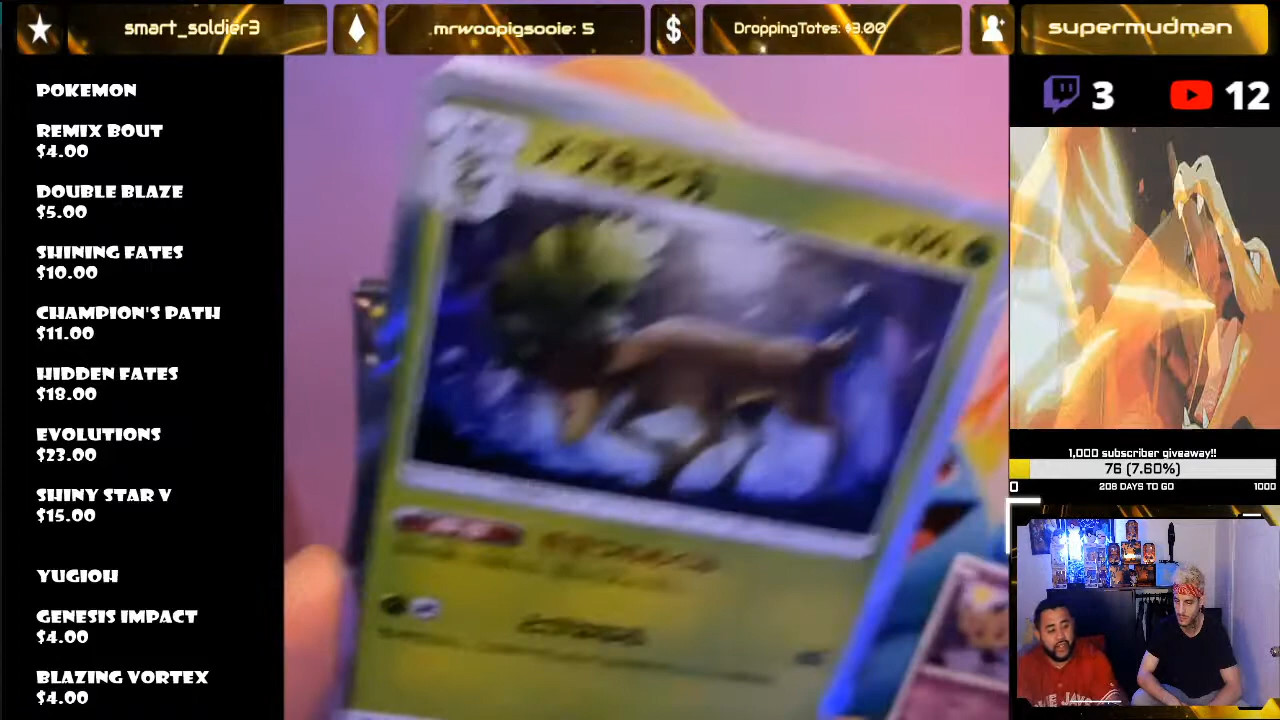 smart_soldier3
mrwoopigsooie: 5
DroppingTotes: $3.00
supermudman
3
12
POKEMON
REMIX BOUT
$4.00
DOUBLE BLAZE
$5.00
SHINING FATES
$10.00
CHAMPION'S PATH
$11.00
HIDDEN FATES
$18.00
EVOLUTIONS
$23.00
SHINY STAR V
$15.00
YUGIOH
GENESIS IMPACT
$4.00
BLAZING VORTEX
$4.00
1,000 subscriber giveaway!!
76 (7.60%)
0
208 DAYS TO GO
1000